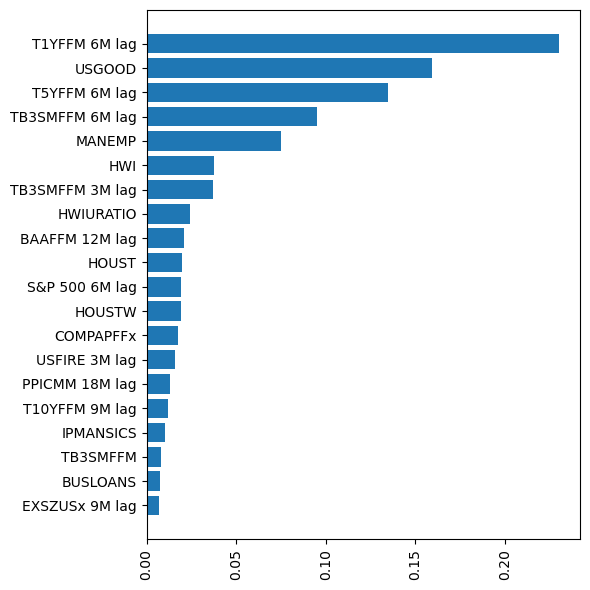 T1YFFM 6M lag
USGOOD
T5YFFM 6M lag
TB3SMFFM 6M lag
MANEMP
HWI
TB3SMFFM 3M lag
HWIURATIO
BAAFFM 12M lag
HOUST
S&P 500 6M lag
HOUSTW
COMPAPFFx
USFIRE 3M lag
PPICMM 18M lag
T10YFFM 9M lag
IPMANSICS
TB3SMFFM
BUSLOANS
EXSZUSx 9M lag
0.00
0.05
0.10
0.15
0.20